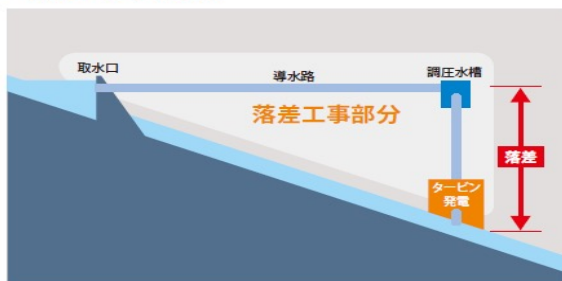 取水口
導水路
調圧水槽
落差工事部分
落差
タービン
発電